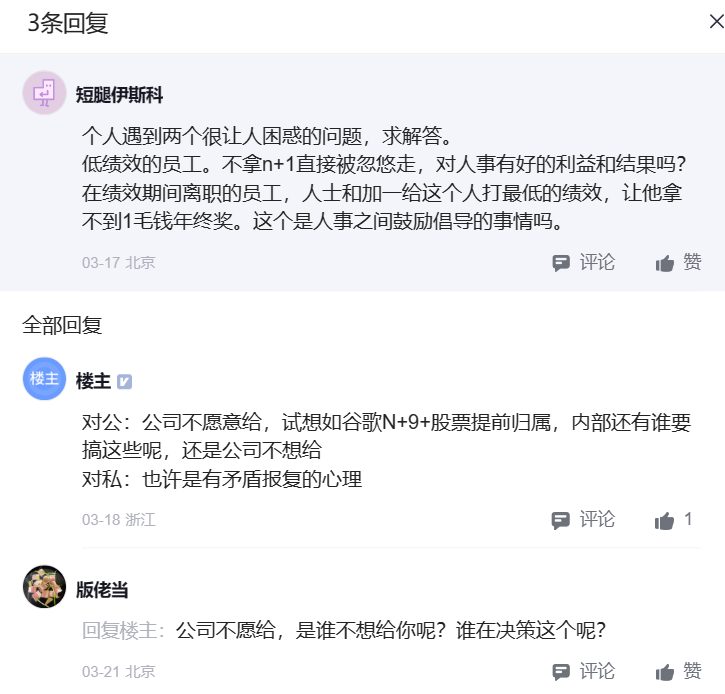 3条回复
短腿伊斯科
个人遇到两个很让人困惑的问题，求解答。
低绩效的员工。不拿n+1直接被忽悠走，对人事有好的利益和结果吗？
在绩效期间离职的员工，人士和加一给这个人打最低的绩效，让他拿
不到1毛钱年终奖。这个是人事之间鼓励倡导的事情吗。
03-17 北京
评论 赞
全部回复
楼主
楼主
对公：公司不愿意给，试想如谷歌N+9+股票提前归属，内部还有谁要
搞这些呢，还是公司不想给
对私：也许是有矛盾报复的心理
03-18 浙江
评论 1
版佬当
回复楼主：公司不愿给，是谁不想给你呢？谁在决策这个呢？
03-21 北京
评论 赞